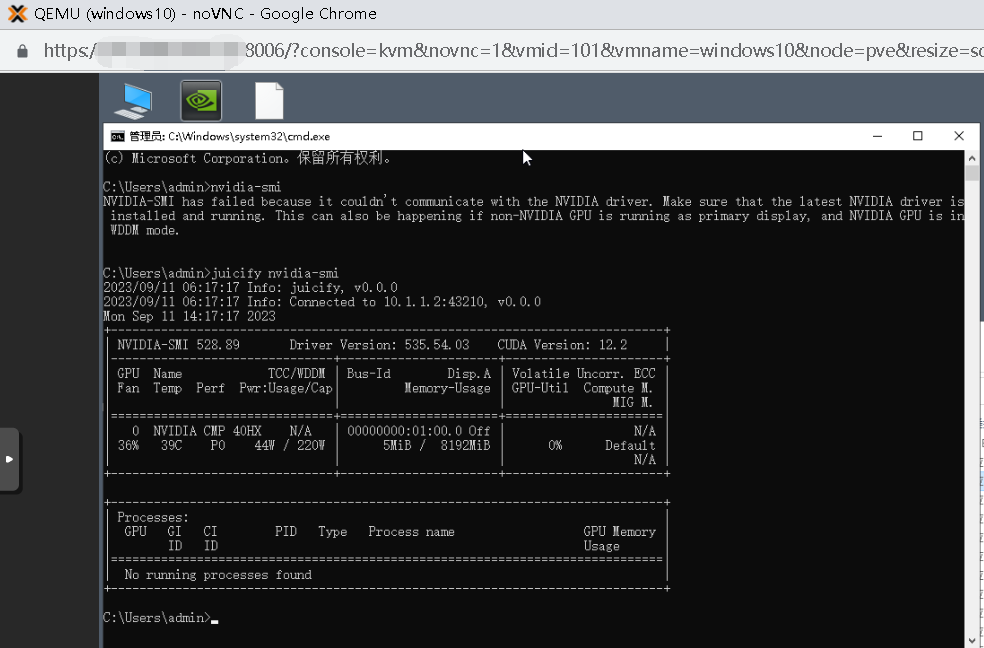 QEMU (windows10) - noVNC - Google Chrome
https:/ 8006/?console=kvm&novnc=1&vmid=101&vmname=windows10&node=pve&resize=sc
管理员: C:\Windows\system32\cmd.exe
(c) Microsoft Corporation。保留所有权利。
C:\Users\admin>nvidia-smi
NVIDIA-SMI has failed because it couldn't communicate with the NVIDIA driver. Make sure that the latest NVIDIA driver is
installed and running. This can also be happening if non-NVIDIA GPU is running as primary display, and NVIDIA GPU is in
WDDM mode.
C:\Users\admin>juicify nvidia-smi
2023/09/11 06:17:17 Info: juicify, v0.0.0
2023/09/11 06:17:17 Info: Connected to 10.1.1.2:43210, v0.0.0
Mon Sep 11 14:17:17 2023
NVIDIA-SMI 528.89 Driver Version: 535.54.03 CUDA Version: 12.2
GPU Name TCC/WDDM | Bus-Id Disp.A | Volatile Uncorr. ECC
Fan Temp Perf Pwr:Usage/Cap | Memory-Usage | GPU-Util Compute M.
MIG M.
0 NVIDIA CMP 40HX N/A | 00000000:01:00.0 Off | N/A
36% 39C P0 44W / 220W | 5MiB / 8192MiB | 0% Default
N/A
Processes:
GPU GI CI PID Type Process name GPU Memory
ID ID Usage
No running processes found
C:\Users\admin>